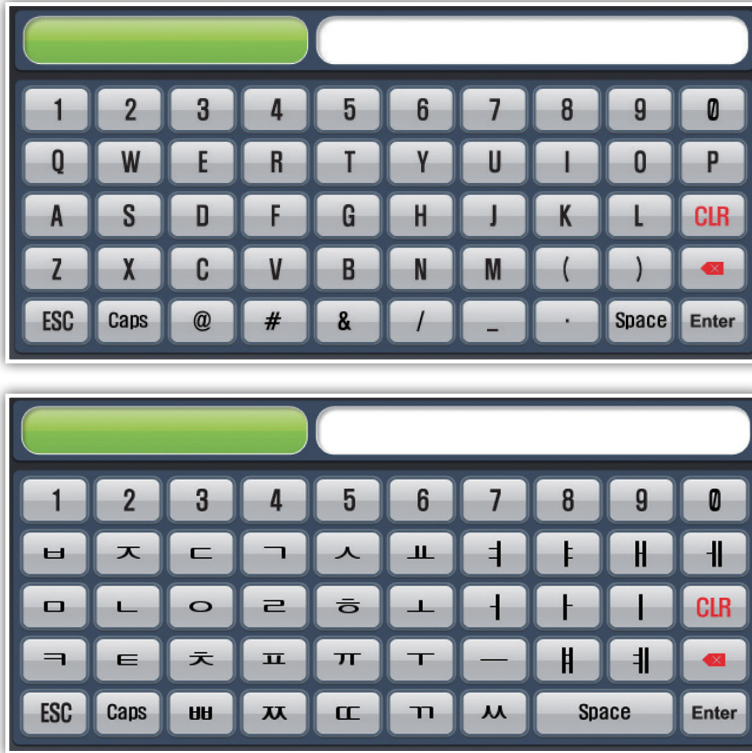 1 2 3 4 5 6 7 8 9 0
Q W E R T Y U I O P
A S D F G H J K L CLR
Z X C V B N M ( )
ESC Caps @ # & / _ · Space Enter
1 2 3 4 5 6 7 8 9 0
ㅂ ㅈ ㄷ ㄱ ㅅ ㅛ ㅕ ㅑ ㅐ ㅔ
ㅁ ㄴ ㅇ ㄹ ㅎ ㅗ ㅓ ㅏ ㅣ CLR
ㅋ ㅌ ㅊ ㅍ ㅠ ㅜ ㅡ ㅒ ㅖ
ESC Caps ㅃ ㅉ ㄸ ㄲ ㅆ Space Enter